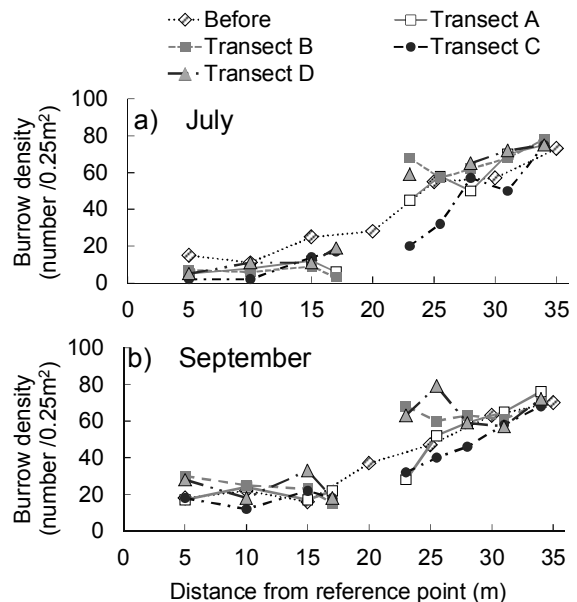 Before Transect A
Transect B Transect C
Transect D
100
80
60
40
20
0
a) July
Burrow density
(number /0.25m²)
0 5 10 15 20 25 30 35
100
80
60
40
20
0
b) September
Burrow density
(number /0.25m²)
0 5 10 15 20 25 30 35
Distance from reference point (m)